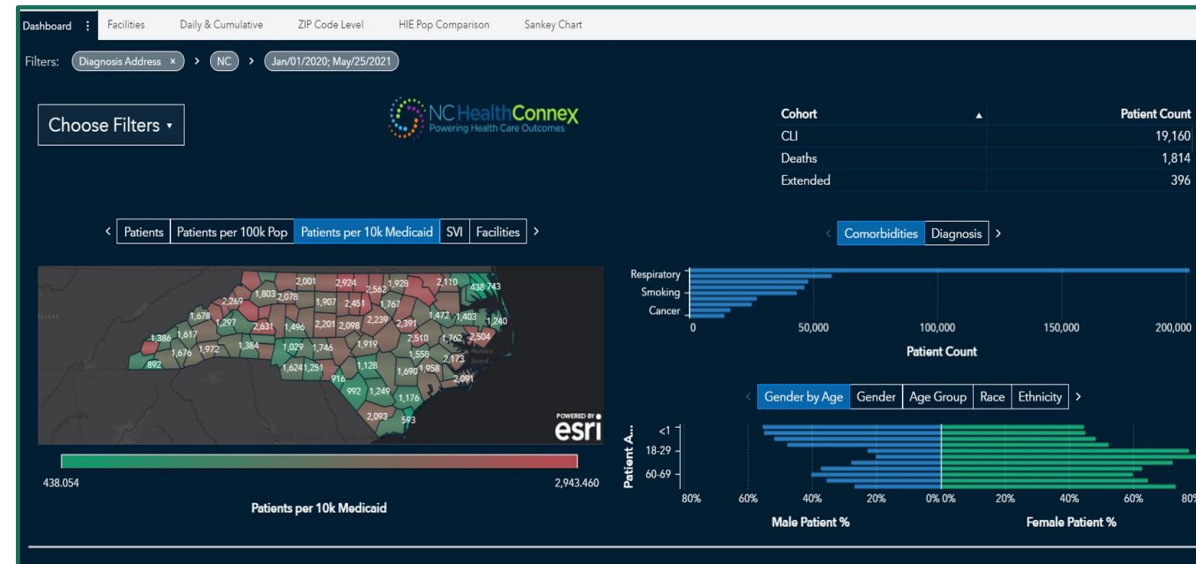 Dashboard ⋮ Facilities Daily & Cumulative ZIP Code Level HIE Pop Comparison Sankey Chart
Filters: Diagnosis Address × > NC > Jan/01/2020; May/25/2021
Choose Filters ▾
NC HealthConnex
Powering Health Care Outcomes
Cohort ▲ Patient Count
CLI 19,160
Deaths 1,814
Extended 396
< Patients Patients per 100k Pop Patients per 10k Medicaid SVI Facilities >
2,001 2,924 2,562 1,928 2,110 438 743
2,269 1,803 2,078 1,907 2,451 1,767
1,678 1,297 2,631 1,496 2,201 2,098 2,239 2,391 1,472 1,403 1,240
1,386 1,617 1,676 1,972 1,384 1,029 1,746 1,919 2,510 1,762 2,504
892 1,624 1,251 1,128 1,558 2,173
916 1,690 1,958 2,091
992 1,249 1,176
2,093 593
POWERED BY
esri
438.054 2,943.460
Patients per 10k Medicaid
< Comorbidities Diagnosis >
Respiratory
Smoking
Cancer
0 50,000 100,000 150,000 200,000
Patient Count
< Gender by Age Gender Age Group Race Ethnicity >
Patient A...
<1
18-29
60-69
80% 60% 40% 20% 0% 0% 20% 40% 60% 80%
Male Patient % Female Patient %